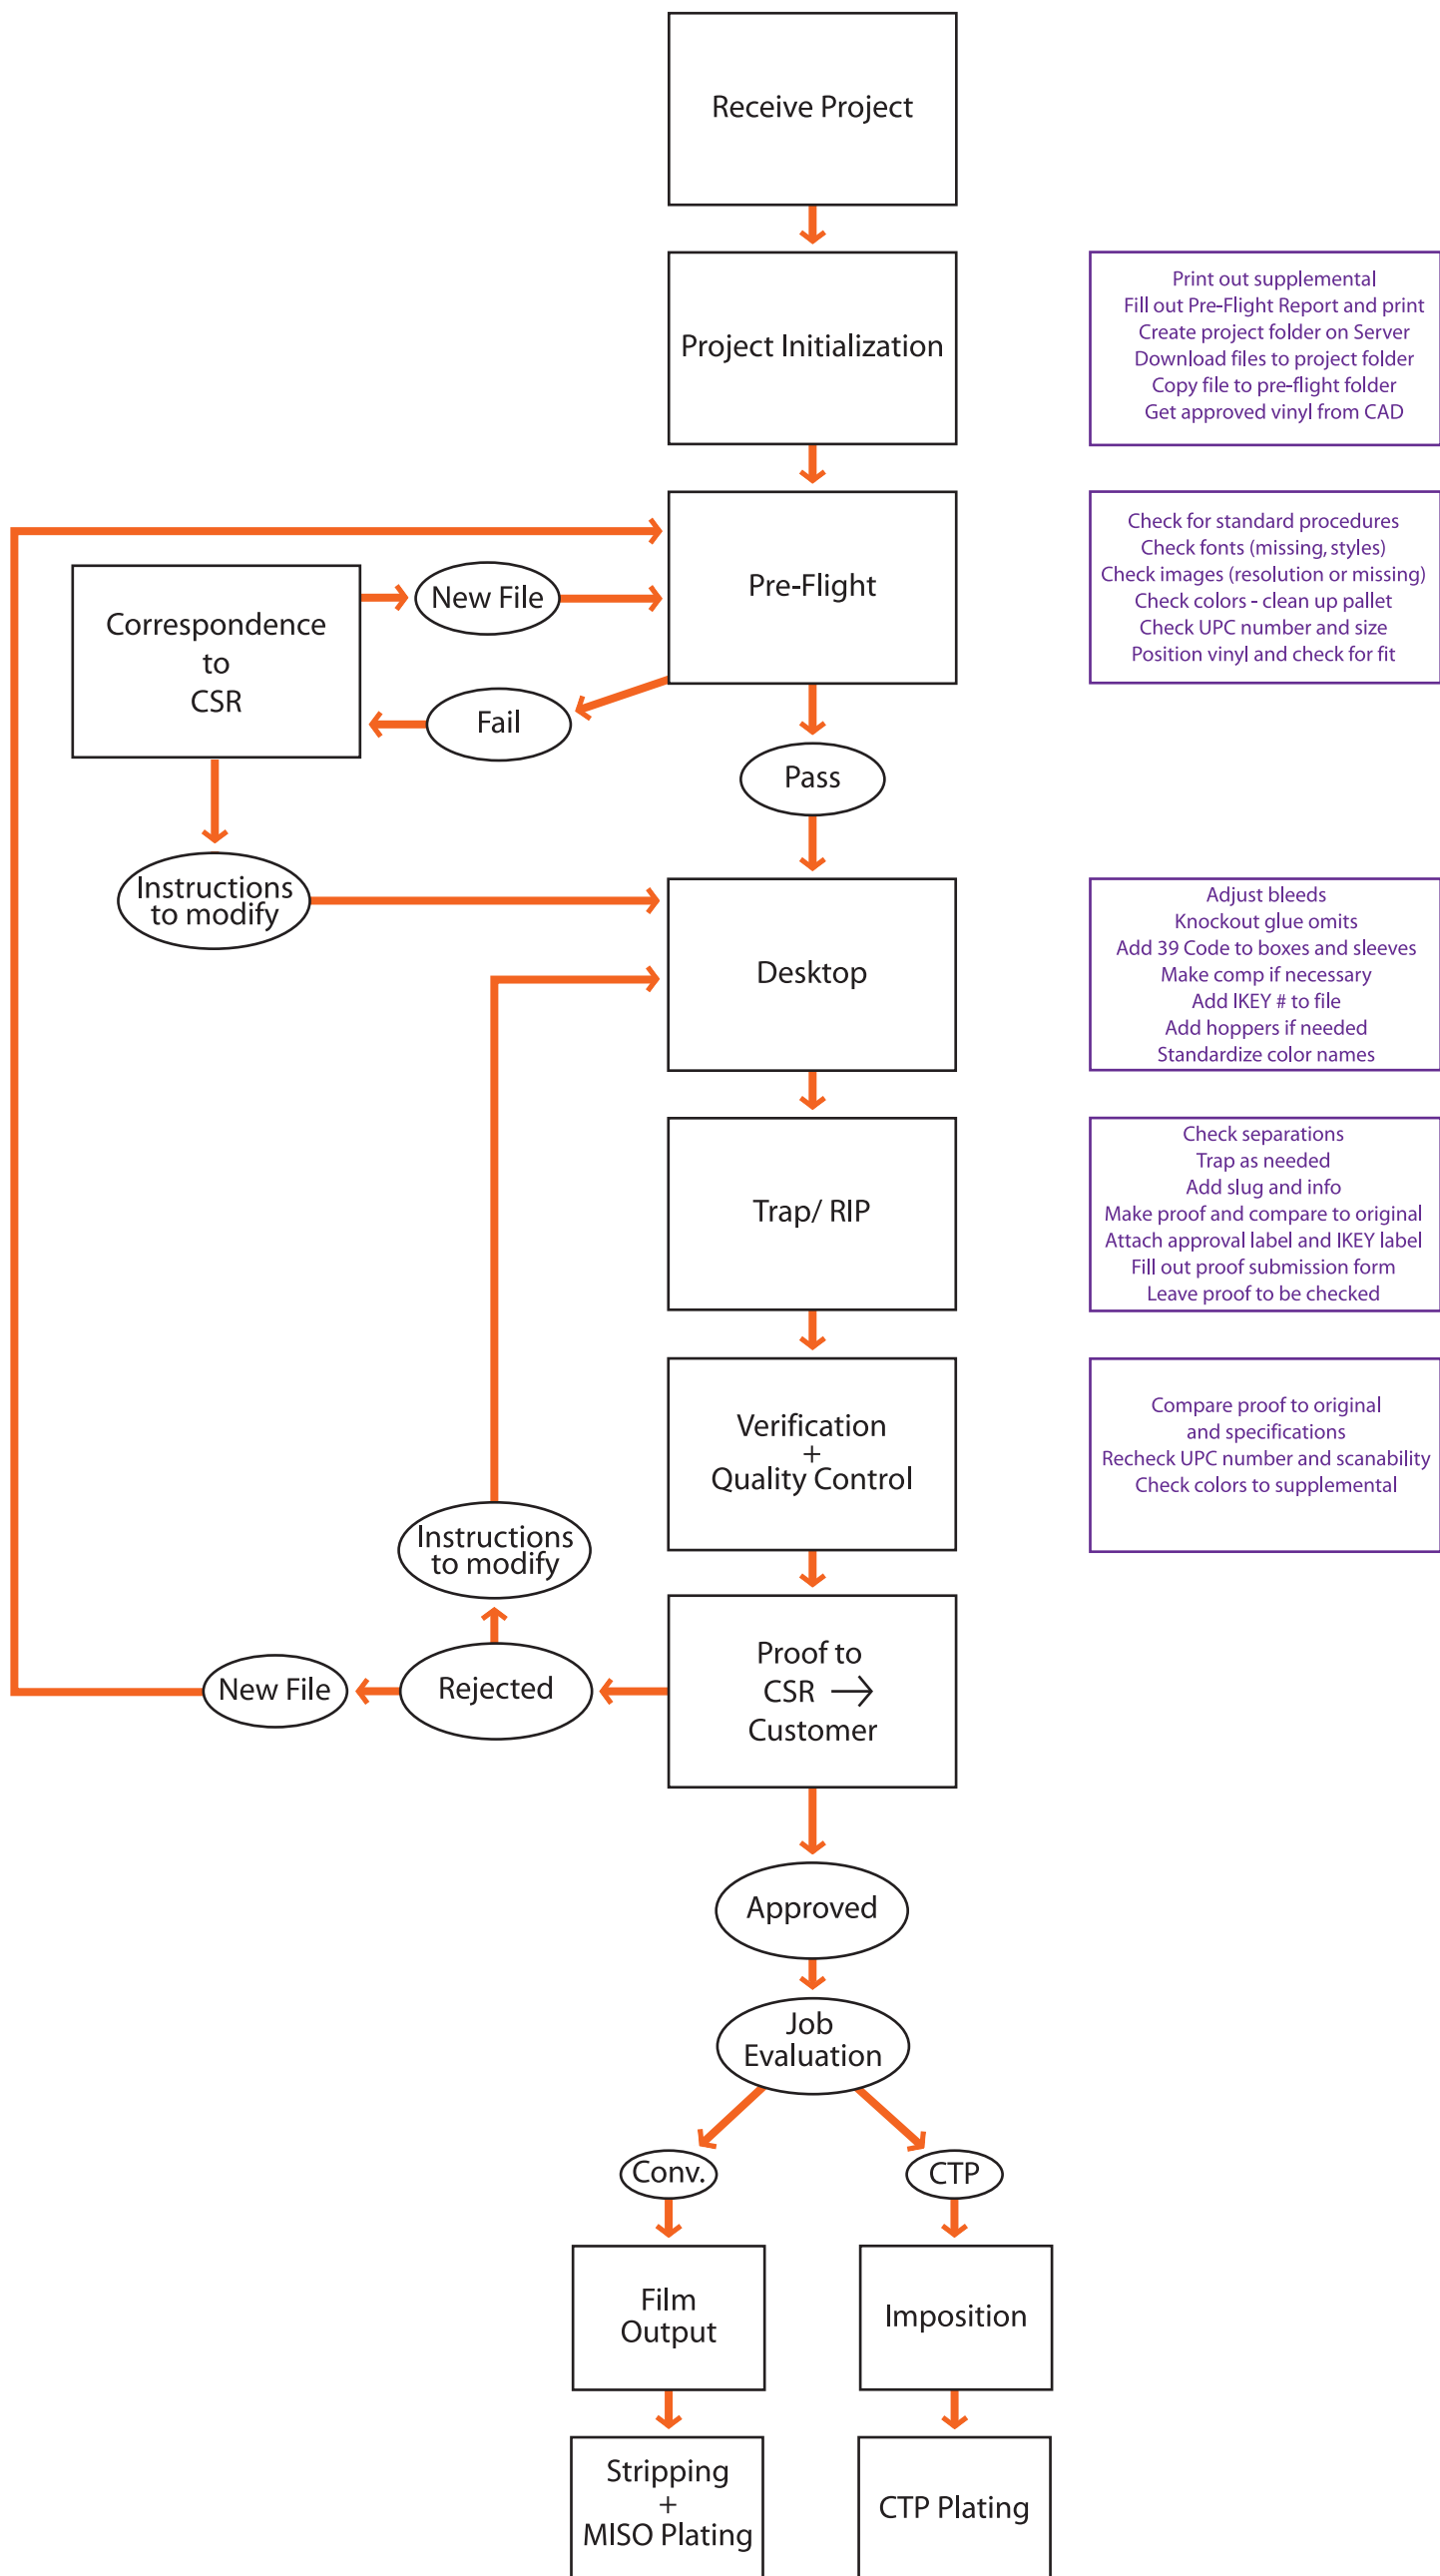 Receive Project
Project Initialization
Print out supplemental
Fill out Pre-Flight Report and print
Create project folder on Server
Download files to project folder
Copy file to pre-flight folder
Get approved vinyl from CAD
Pre-Flight
Check for standard procedures
Check fonts (missing, styles)
Check images (resolution or missing)
Check colors - clean up pallet
Check UPC number and size
Position vinyl and check for fit
Correspondence
to
CSR
New File
Fail
Pass
Instructions
to modify
Desktop
Adjust bleeds
Knockout glue omits
Add 39 Code to boxes and sleeves
Make comp if necessary
Add IKEY # to file
Add hoppers if needed
Standardize color names
Trap/ RIP
Check separations
Trap as needed
Add slug and info
Make proof and compare to original
Attach approval label and IKEY label
Fill out proof submission form
Leave proof to be checked
Verification
+
Quality Control
Compare proof to original
and specifications
Recheck UPC number and scanability
Check colors to supplemental
Instructions
to modify
Proof to
CSR →
Customer
Rejected
New File
Approved
Job
Evaluation
Conv.
CTP
Film
Output
Imposition
Stripping
+
MISO Plating
CTP Plating